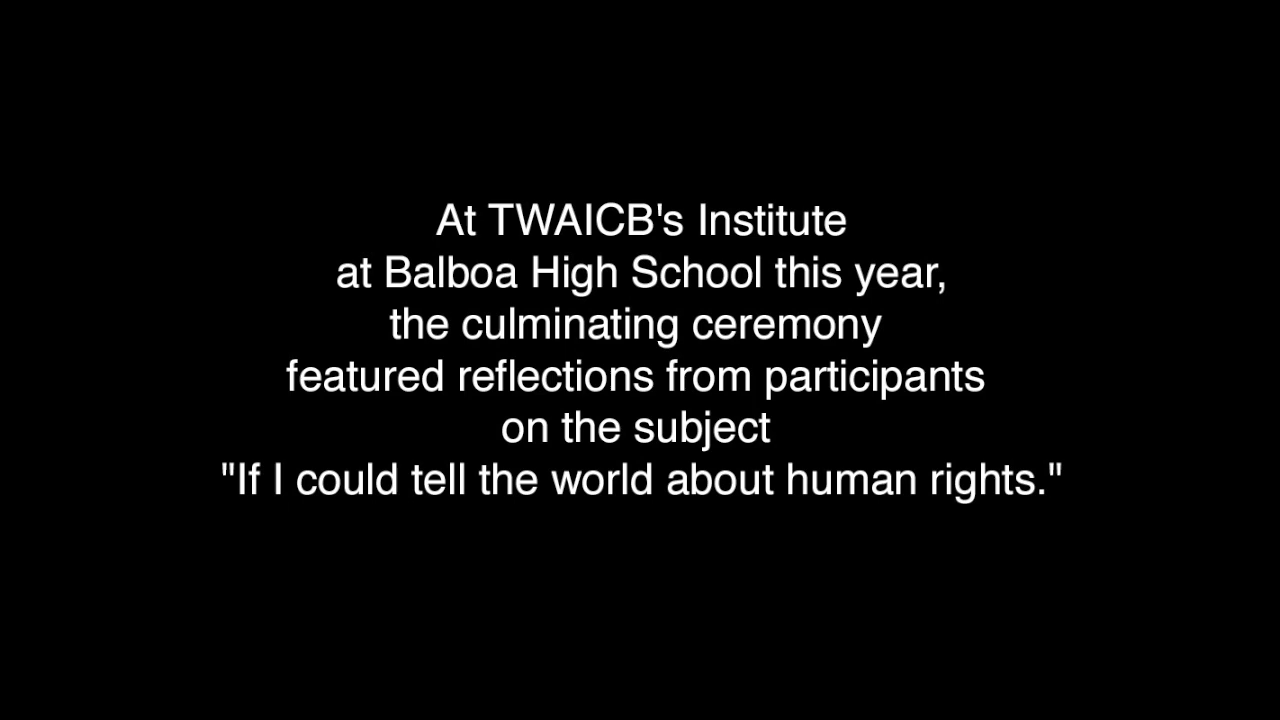 At TWAICB's Institute
at Balboa High School this year,
the culminating ceremony
featured reflections from participants
on the subject
"If I could tell the world about human rights."